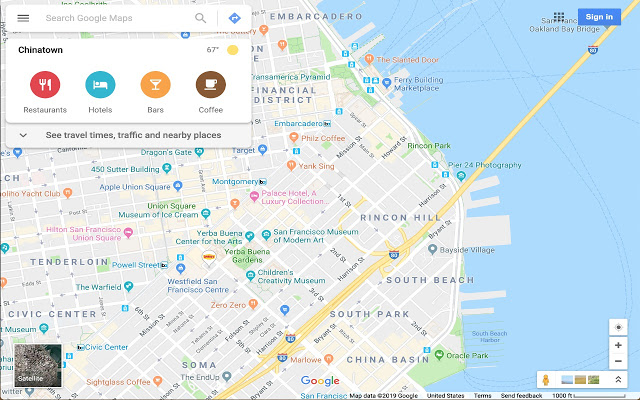 Search Google Maps
Sign in
Chinatown
67°
Restaurants
Hotels
Bars
Coffee
See travel times, traffic and nearby places
EMBARCADERO
Oakland Bay Bridge
80
The Slanted Door
Ferry Building
Marketplace
Transamerica Pyramid
FINANCIAL
DISTRICT
Embarcadero
Philz Coffee
Mission St
Howard St
Rincon Park
Dragon's Gate
Target
Yank Sing
Main St
450 Sutter Building
Pier 24 Photography
Apple Union Square
Montgomery
Palace Hotel, A
Luxury Collection...
1st St
Harrison St
Yacht Club
Union Square
Museum of Ice Cream
RINCON HILL
Bryant St
Hilton San Francisco
Union Square
Yerba Buena
Center for the Arts
San Francisco Museum
of Modern Art
Yerba Buena
Gardens
2nd St
Bayside Village
TENDERLOIN
Powell Street
Children's
Creativity Museum
Eddy St
Westfield San
Francisco Centre
SOUTH BEACH
The Warfield
Zero Zero
3rd St
CIVIC CENTER
Mission St
SOUTH PARK
South Beach
Harbor
Civic Center
SOMA
The EndUp
Marlowe
CHINA BASIN
Oracle Park
Sightglass Coffee
Satellite
Google
Map data ©2019 Google
United States
Terms
Send feedback
1000 ft